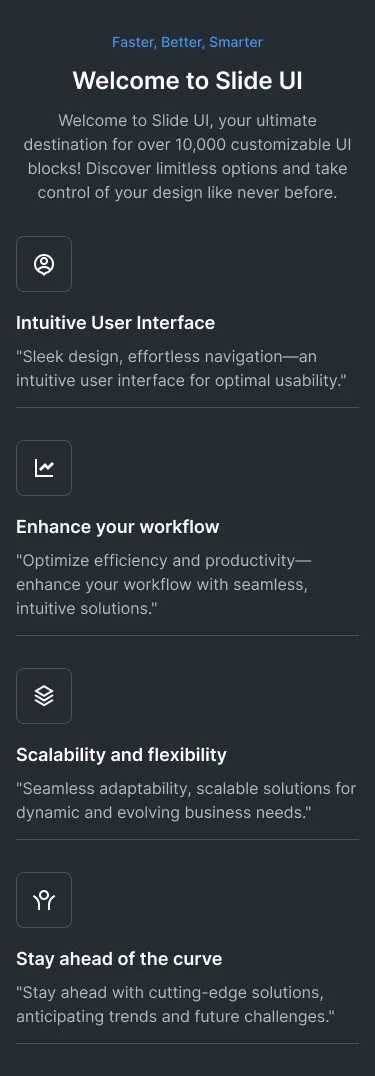 Faster, Better, Smarter
Welcome to Slide UI
Welcome to Slide UI, your ultimate
destination for over 10,000 customizable UI
blocks! Discover limitless options and take
control of your design like never before.
Intuitive User Interface
"Sleek design, effortless navigation—an
intuitive user interface for optimal usability."
Enhance your workflow
"Optimize efficiency and productivity—
enhance your workflow with seamless,
intuitive solutions."
Scalability and flexibility
"Seamless adaptability, scalable solutions for
dynamic and evolving business needs."
Stay ahead of the curve
"Stay ahead with cutting-edge solutions,
anticipating trends and future challenges."